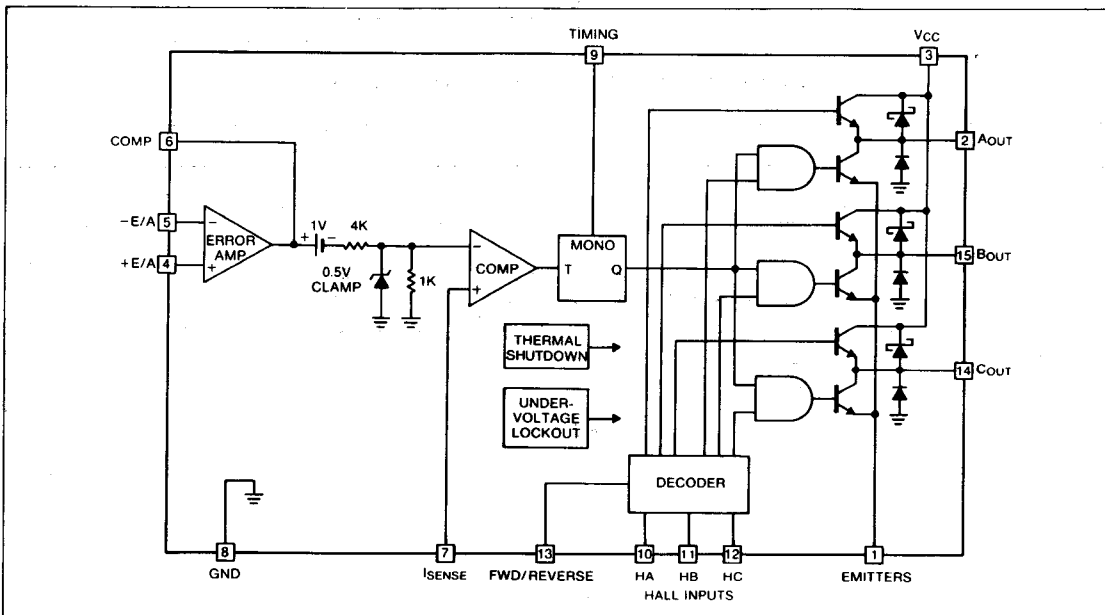 TIMING
VCC
9
3
COMP
6
2
AOUT
-E/A
5
-
ERROR
AMP
+E/A
4
+
+ 1V -
4K
0.5V
CLAMP
1K
-
COMP
+
MONO
T Q
15
BOUT
THERMAL
SHUTDOWN
14
COUT
UNDER-
VOLTAGE
LOCKOUT
DECODER
8
7
13
10
11
12
1
GND
ISENSE
FWD/REVERSE
HA
HB
HC
EMITTERS
HALL INPUTS